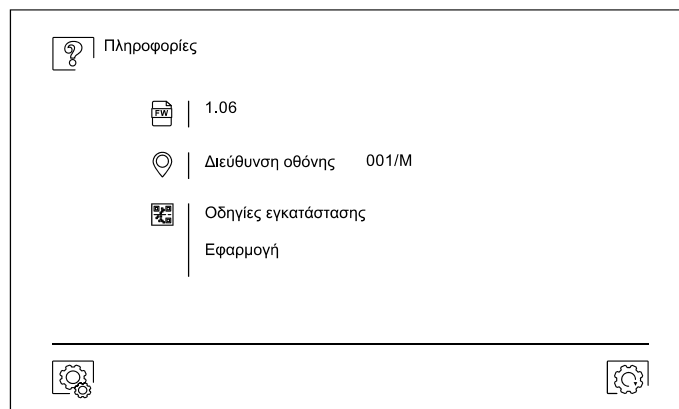 Πληροφορίες
FW
1.06
Διεύθυνση οθόνης 001/M
Οδηγίες εγκατάστασης
Εφαρμογή